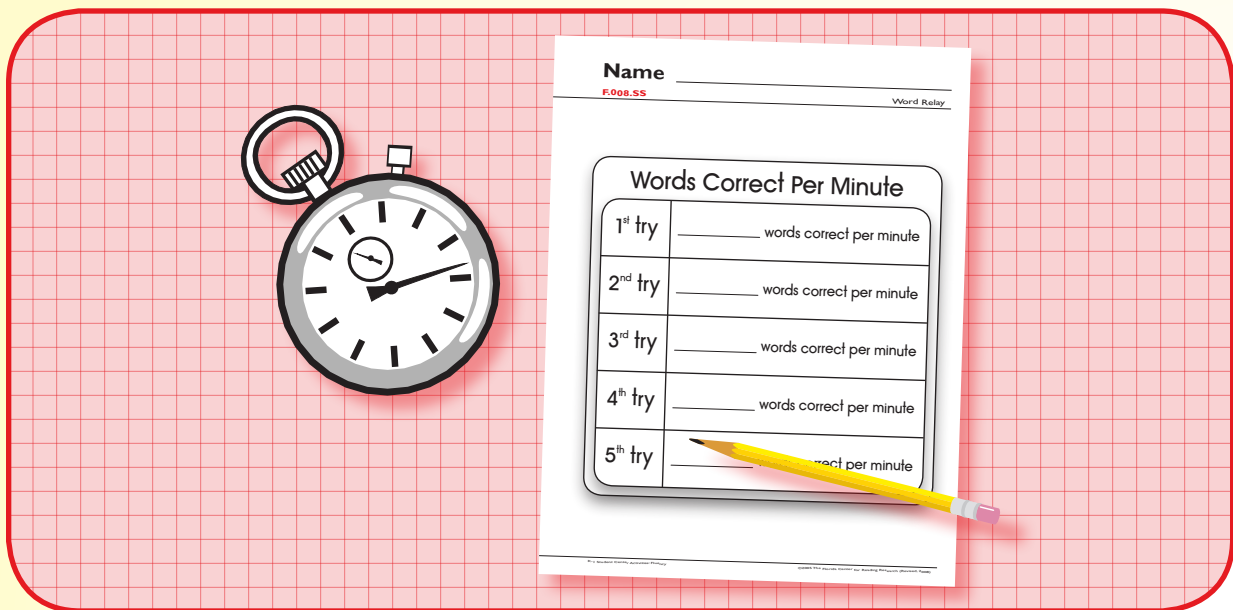 Name
F.008.SS
Word Relay
Words Correct Per Minute
1st try words correct per minute
2nd try words correct per minute
3rd try words correct per minute
4th try words correct per minute
5th try per minute